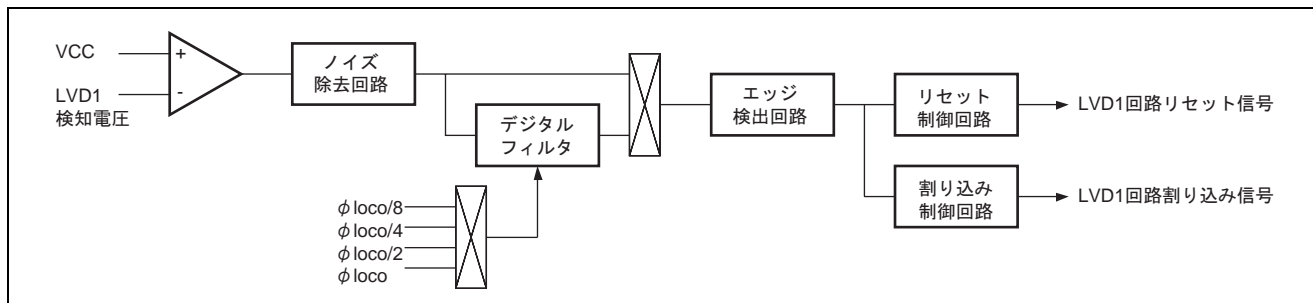 VCC
+
LVD1
検知電圧
-
ノイズ
除去回路
デジタル
フィルタ
φloco/8
φloco/4
φloco/2
φloco
エッジ
検出回路
リセット
制御回路
LVD1回路リセット信号
割り込み
制御回路
LVD1回路割り込み信号